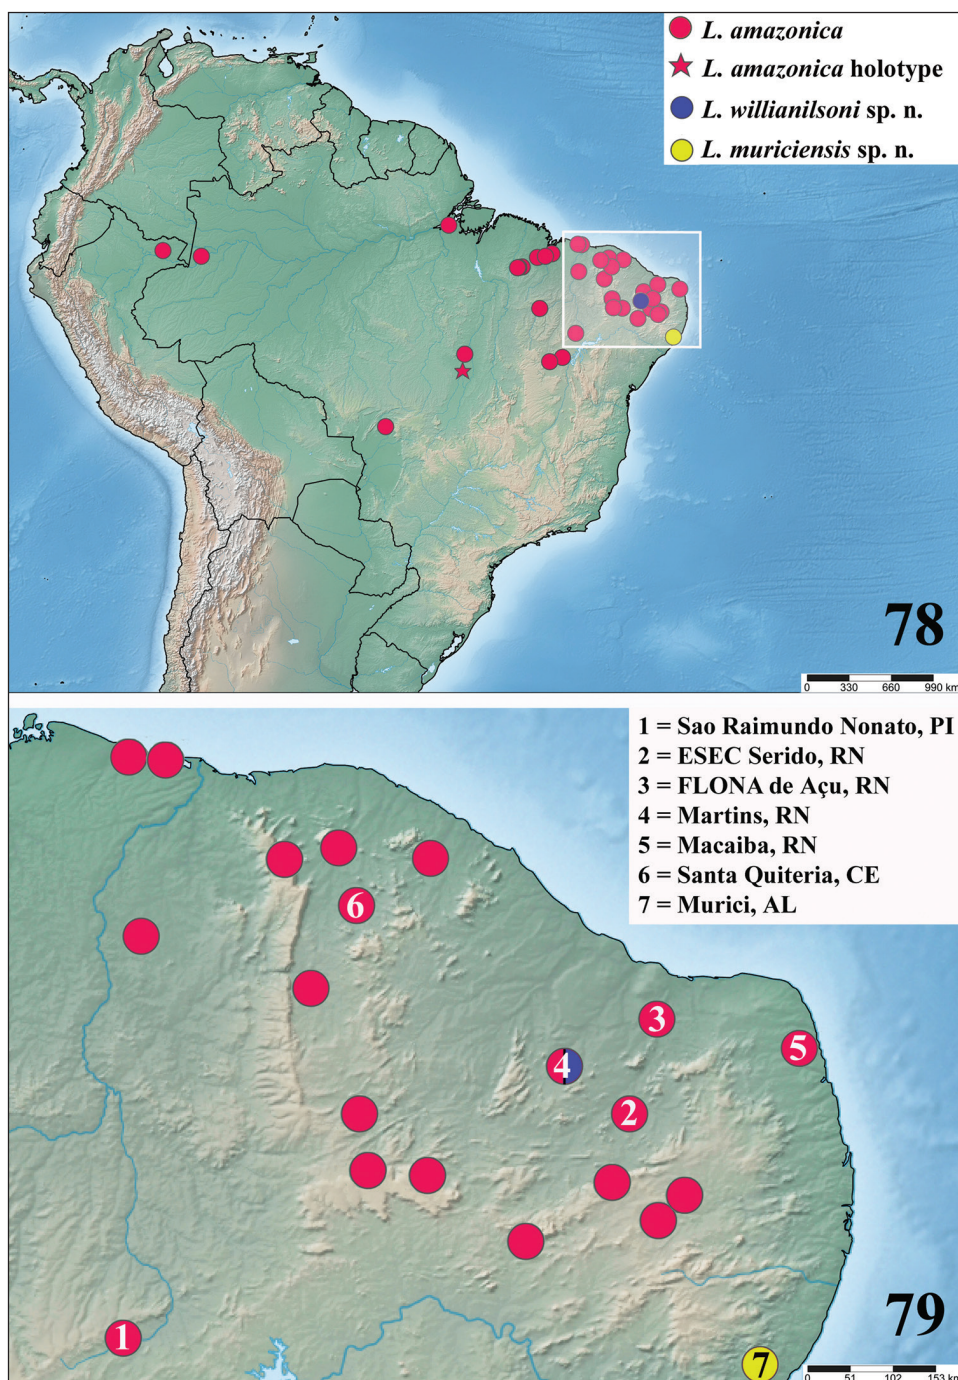 L. amazonica
L. amazonica holotype
L. willianilsoni sp. n.
L. muriciensis sp. n.
78
0 330 660 990 km
1 = Sao Raimundo Nonato, PI
2 = ESEC Serido, RN
3 = FLONA de Açu, RN
4 = Martins, RN
5 = Macaiba, RN
6 = Santa Quiteria, CE
7 = Murici, AL
6
3
5
4
2
1
7
79
0 51 102 153 km